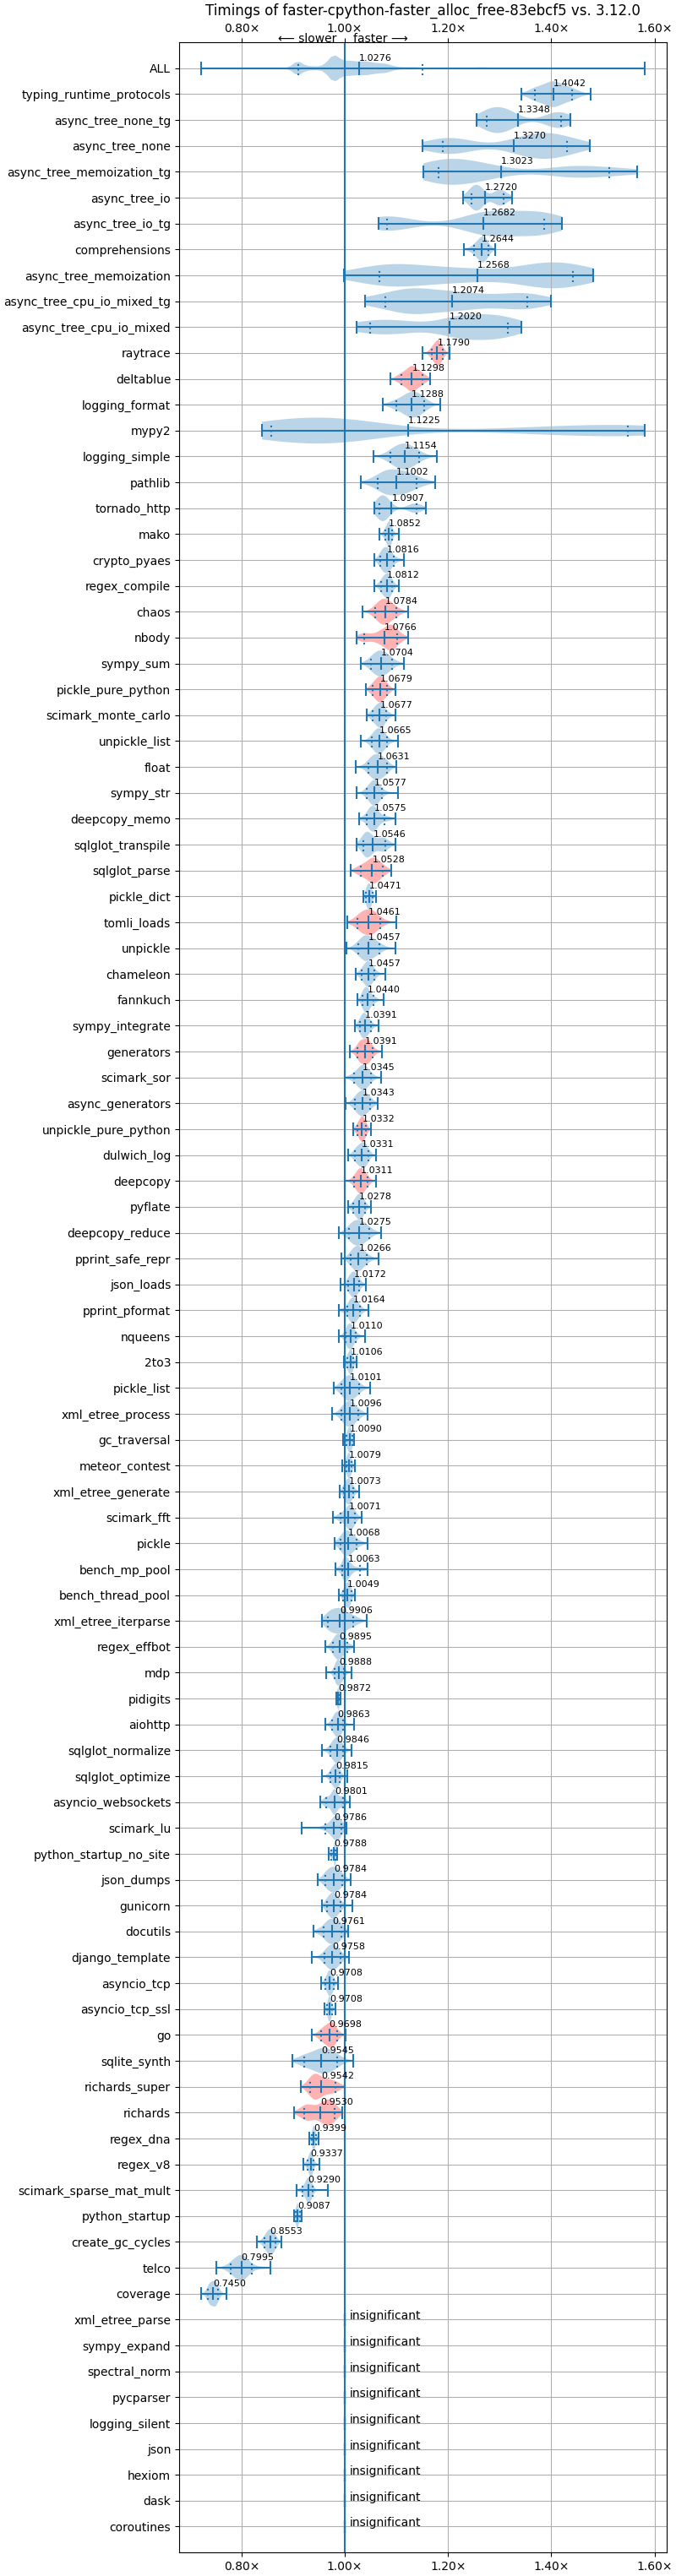 Timings of faster-cpython-faster_alloc_free-83ebcf5 vs. 3.12.0
0.80× 1.00× 1.20× 1.40× 1.60×
⟵ slower faster ⟶
ALL 1.0276
typing_runtime_protocols 1.4042
async_tree_none_tg 1.3348
async_tree_none 1.3270
async_tree_memoization_tg 1.3023
async_tree_io 1.2720
async_tree_io_tg 1.2682
comprehensions 1.2644
async_tree_memoization 1.2568
async_tree_cpu_io_mixed_tg 1.2074
async_tree_cpu_io_mixed 1.2020
raytrace 1.1790
deltablue 1.1298
logging_format 1.1288
mypy2 1.1225
logging_simple 1.1154
pathlib 1.1002
tornado_http 1.0907
mako 1.0852
crypto_pyaes 1.0816
regex_compile 1.0812
chaos 1.0784
nbody 1.0766
sympy_sum 1.0704
pickle_pure_python 1.0679
scimark_monte_carlo 1.0677
unpickle_list 1.0665
float 1.0631
sympy_str 1.0577
deepcopy_memo 1.0575
sqlglot_transpile 1.0546
sqlglot_parse 1.0528
pickle_dict 1.0471
tomli_loads 1.0461
unpickle 1.0457
chameleon 1.0457
fannkuch 1.0440
sympy_integrate 1.0391
generators 1.0391
scimark_sor 1.0345
async_generators 1.0343
unpickle_pure_python 1.0332
dulwich_log 1.0331
deepcopy 1.0311
pyflate 1.0278
deepcopy_reduce 1.0275
pprint_safe_repr 1.0266
json_loads 1.0172
pprint_pformat 1.0164
nqueens 1.0110
2to3 1.0106
pickle_list 1.0101
xml_etree_process 1.0096
gc_traversal 1.0090
meteor_contest 1.0079
xml_etree_generate 1.0073
scimark_fft 1.0071
pickle 1.0068
bench_mp_pool 1.0063
bench_thread_pool 1.0049
xml_etree_iterparse 0.9906
regex_effbot 0.9895
mdp 0.9888
pidigits 0.9872
aiohttp 0.9863
sqlglot_normalize 0.9846
sqlglot_optimize 0.9815
asyncio_websockets 0.9801
scimark_lu 0.9786
python_startup_no_site 0.9788
json_dumps 0.9784
gunicorn 0.9784
docutils 0.9761
django_template 0.9758
asyncio_tcp 0.9708
asyncio_tcp_ssl 0.9708
go 0.9698
sqlite_synth 0.9545
richards_super 0.9542
richards 0.9530
regex_dna 0.9399
regex_v8 0.9337
scimark_sparse_mat_mult 0.9290
python_startup 0.9087
create_gc_cycles 0.8553
telco 0.7995
coverage 0.7450
xml_etree_parse insignificant
sympy_expand insignificant
spectral_norm insignificant
pycparser insignificant
logging_silent insignificant
json insignificant
hexiom insignificant
dask insignificant
coroutines insignificant
0.80× 1.00× 1.20× 1.40× 1.60×